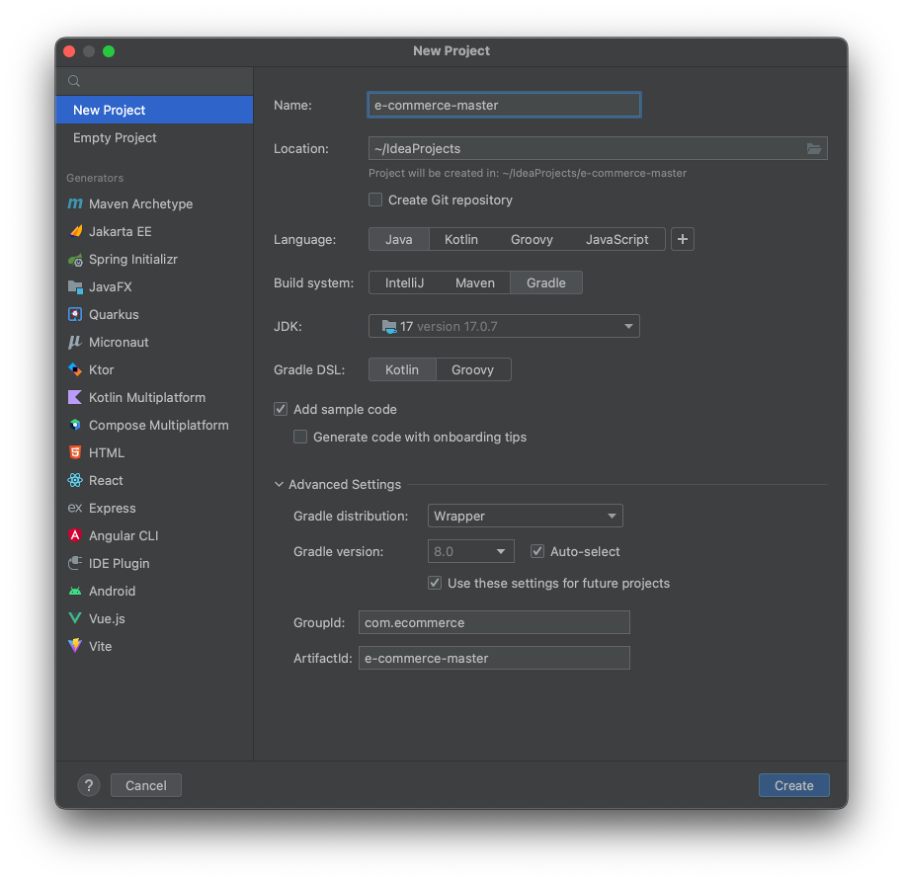 New Project
New Project
Empty Project
Generators
Maven Archetype
Jakarta EE
Spring Initializr
JavaFX
Quarkus
Micronaut
Ktor
Kotlin Multiplatform
Compose Multiplatform
HTML
React
Express
Angular CLI
IDE Plugin
Android
Vue.js
Vite
Name: e-commerce-master
Location: ~/IdeaProjects
Project will be created in: ~/IdeaProjects/e-commerce-master
Create Git repository
Language: Java Kotlin Groovy JavaScript +
Build system: IntelliJ Maven Gradle
JDK: 17 version 17.0.7
Gradle DSL: Kotlin Groovy
Add sample code
Generate code with onboarding tips
Advanced Settings
Gradle distribution: Wrapper
Gradle version: 8.0 Auto-select
Use these settings for future projects
GroupId: com.ecommerce
ArtifactId: e-commerce-master
? Cancel Create